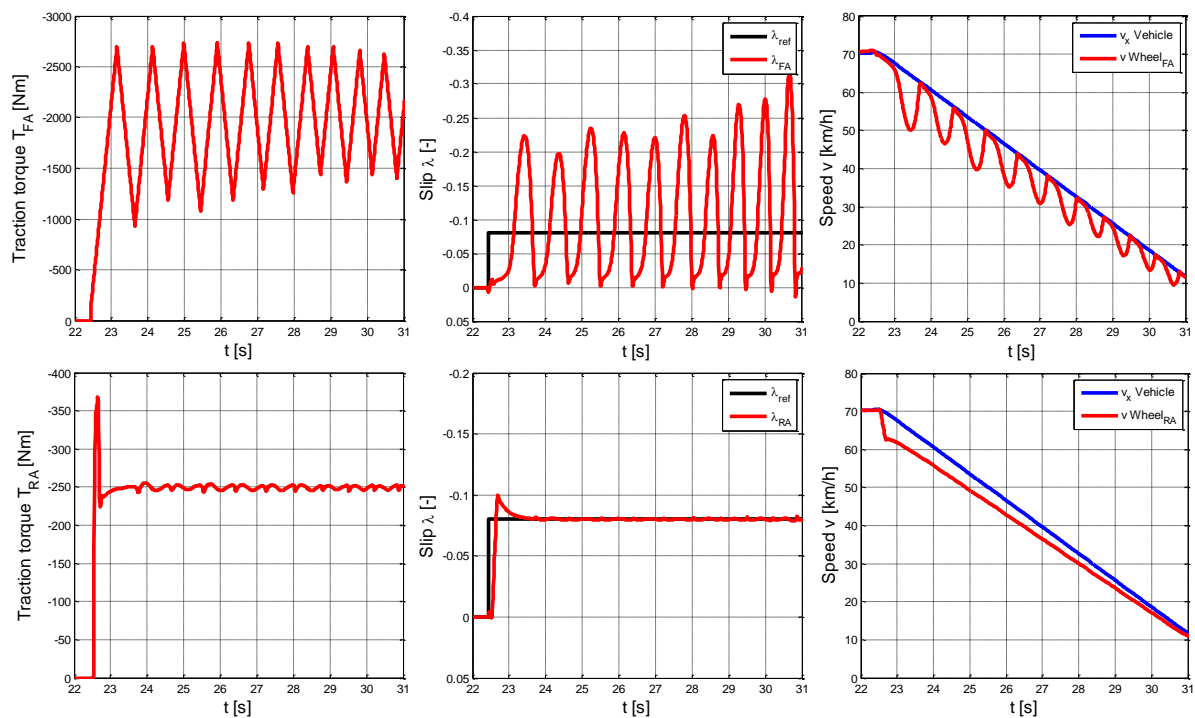 -3000
-2500
-2000
-1500
-1000
-500
0
Traction torque T_FA [Nm]
22 23 24 25 26 27 28 29 30 31
t [s]
-0.4
-0.35
-0.3
-0.25
-0.2
-0.15
-0.1
-0.05
0
0.05
Slip λ [-]
λ_ref
λ_FA
22 23 24 25 26 27 28 29 30 31
t [s]
80
70
60
50
40
30
20
10
0
Speed v [km/h]
v_x Vehicle
v Wheel_FA
22 23 24 25 26 27 28 29 30 31
t [s]
-400
-350
-300
-250
-200
-150
-100
-50
0
Traction torque T_RA [Nm]
22 23 24 25 26 27 28 29 30 31
t [s]
-0.2
-0.15
-0.1
-0.05
0
0.05
Slip λ [-]
λ_ref
λ_RA
22 23 24 25 26 27 28 29 30 31
t [s]
80
70
60
50
40
30
20
10
0
Speed v [km/h]
v_x Vehicle
v Wheel_RA
22 23 24 25 26 27 28 29 30 31
t [s]